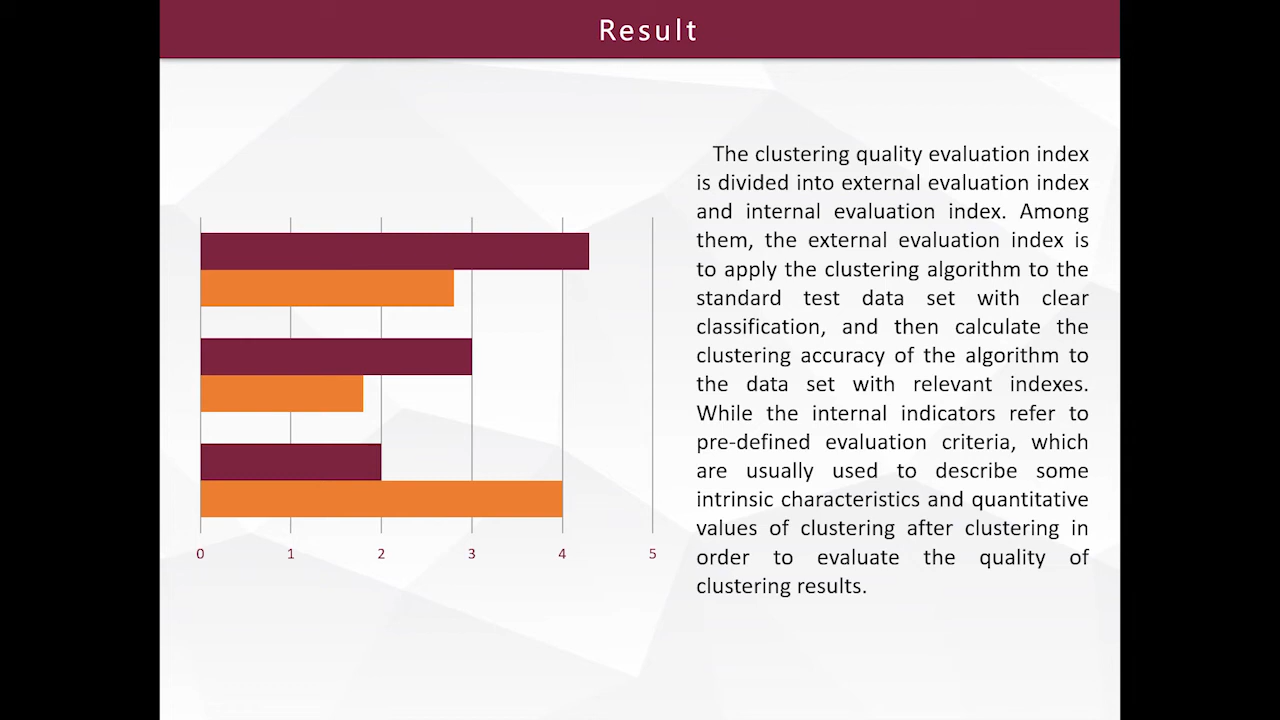 Result
The clustering quality evaluation index
is divided into external evaluation index
and internal evaluation index. Among
them, the external evaluation index is
to apply the clustering algorithm to the
standard test data set with clear
classification, and then calculate the
clustering accuracy of the algorithm to
the data set with relevant indexes.
While the internal indicators refer to
pre-defined evaluation criteria, which
are usually used to describe some
intrinsic characteristics and quantitative
values of clustering after clustering in
order to evaluate the quality of
clustering results.
0 1 2 3 4 5